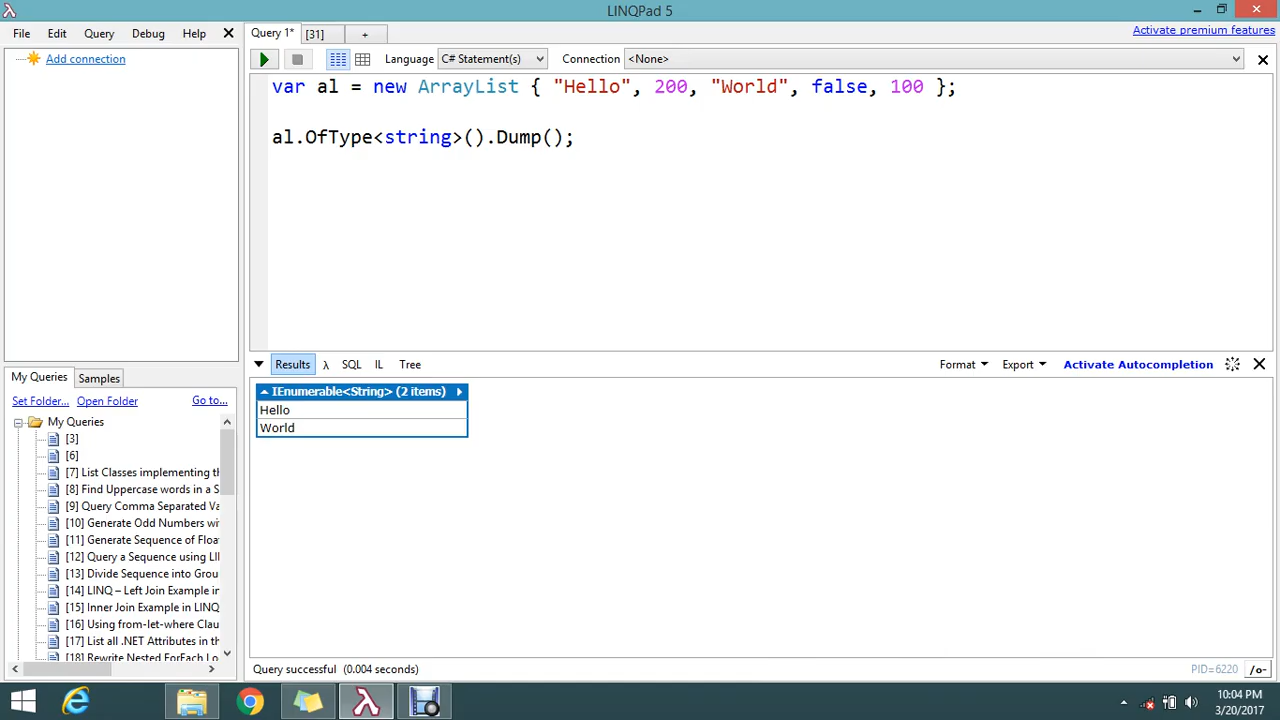 LINQPad 5
File Edit Query Debug Help
Add connection
Query 1* [31] +
Activate premium features
Language C# Statement(s) Connection <None>
var al = new ArrayList { "Hello", 200, "World", false, 100 };
al.OfType<string>().Dump();
Results λ SQL IL Tree
Format Export Activate Autocompletion
IEnumerable<String> (2 items)
Hello
World
My Queries Samples
Set Folder... Open Folder Go to...
My Queries
[3]
[6]
[7] List Classes implementing th
[8] Find Uppercase words in a S
[9] Query Comma Separated Va
[10] Generate Odd Numbers wi
[11] Generate Sequence of Floa
[12] Query a Sequence using LI
[13] Divide Sequence into Grou
[14] LINQ – Left Join Example in
[15] Inner Join Example in LINQ
[16] Using from-let-where Clau
[17] List all .NET Attributes in th
[18] Rewrite Nested ForEach Lo
Query successful (0.004 seconds)
PID=6220 /o-
10:04 PM
3/20/2017